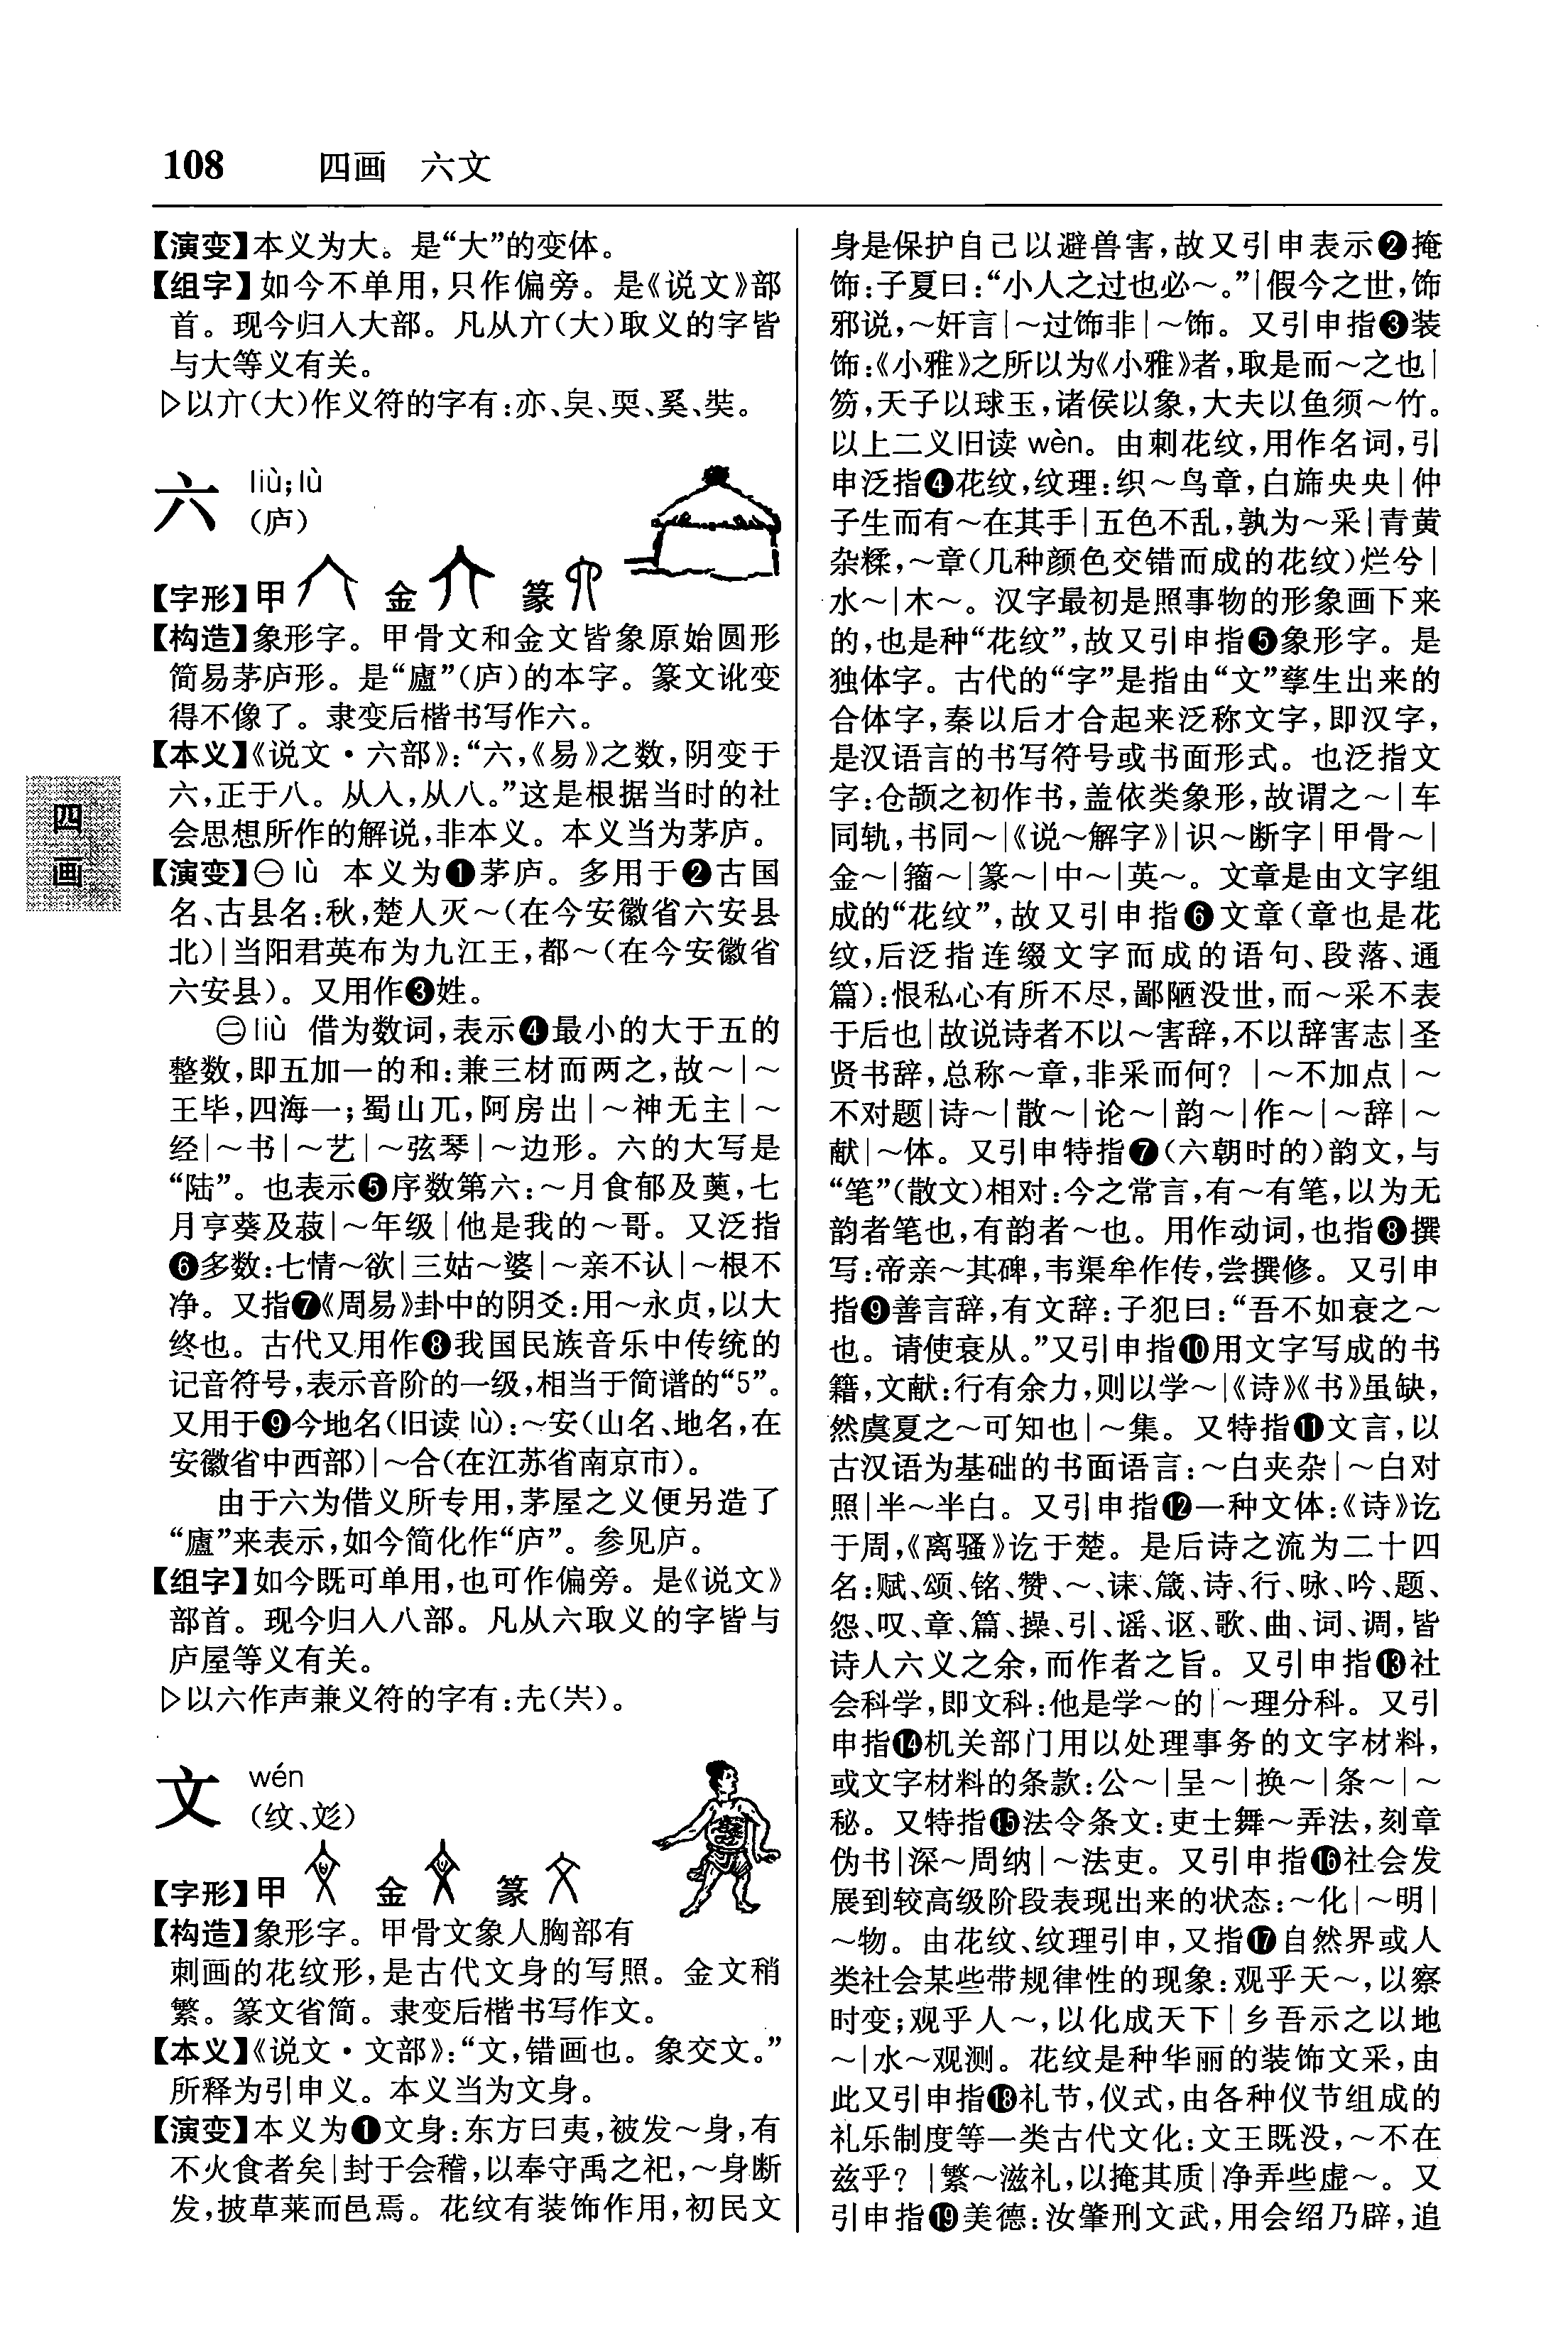 108 四画 六文
【演变】本义为大。是“大”的变体。
【组字】如今不单用,只作偏旁。是《说文》部
首。现今归入大部。凡从亣(大)取义的字皆
与大等义有关。
▷以亣(大)作义符的字有:亦、臭、耎、奚、奘。
六 liù;lù
(庐)
【字形】甲 金 篆
【构造】象形字。甲骨文和金文皆象原始圆形
简易茅庐形。是“廬”(庐)的本字。篆文讹变
得不像了。隶变后楷书写作六。
【本义】《说文·六部》:“六,《易》之数,阴变于
六,正于八。从入,从八。”这是根据当时的社
会思想所作的解说,非本义。本义当为茅庐。
【演变】㊀lù 本义为❶茅庐。多用于❷古国
名、古县名:秋,楚人灭～(在今安徽省六安县
北)|当阳君英布为九江王,都～(在今安徽省
六安县)。又用作❸姓。
㊁liù 借为数词,表示❹最小的大于五的
整数,即五加一的和:兼三材而两之,故～|～
王毕,四海一;蜀山兀,阿房出|～神无主|～
经|～书|～艺|～弦琴|～边形。六的大写是
“陆”。也表示❺序数第六:～月食郁及薁,七
月亨葵及菽|～年级|他是我的～哥。又泛指
❻多数:七情～欲|三姑～婆|～亲不认|～根不
净。又指❼《周易》卦中的阴爻:用～永贞,以大
终也。古代又用作❽我国民族音乐中传统的
记音符号,表示音阶的一级,相当于简谱的“5”。
又用于❾今地名(旧读 lù):～安(山名、地名,在
安徽省中西部)|～合(在江苏省南京市)。
由于六为借义所专用,茅屋之义便另造了
“廬”来表示,如今简化作“庐”。参见庐。
【组字】如今既可单用,也可作偏旁。是《说文》
部首。现今归入八部。凡从六取义的字皆与
庐屋等义有关。
▷以六作声兼义符的字有:圥(𡴆)。
文 wén
(纹、彣)
【字形】甲 金 篆
【构造】象形字。甲骨文象人胸部有
刺画的花纹形,是古代文身的写照。金文稍
繁。篆文省简。隶变后楷书写作文。
【本义】《说文·文部》:“文,错画也。象交文。”
所释为引申义。本义当为文身。
【演变】本义为❶文身:东方曰夷,被发～身,有
不火食者矣|封于会稽,以奉守禹之祀,～身断
发,披草莱而邑焉。花纹有装饰作用,初民文
身是保护自己以避兽害,故又引申表示❷掩
饰:子夏曰:“小人之过也必～。”|假今之世,饰
邪说,～奸言|～过饰非|～饰。又引申指❸装
饰:《小雅》之所以为《小雅》者,取是而～之也|
笏,天子以球玉,诸侯以象,大夫以鱼须～竹。
以上二义旧读 wèn。由刺花纹,用作名词,引
申泛指❹花纹,纹理:织～鸟章,白旆央央|仲
子生而有～在其手|五色不乱,孰为～采|青黄
杂糅,～章(几种颜色交错而成的花纹)烂兮|
水～|木～。汉字最初是照事物的形象画下来
的,也是种“花纹”,故又引申指❺象形字。是
独体字。古代的“字”是指由“文”孳生出来的
合体字,秦以后才合起来泛称文字,即汉字,
是汉语言的书写符号或书面形式。也泛指文
字:仓颉之初作书,盖依类象形,故谓之～|车
同轨,书同～|《说～解字》|识～断字|甲骨～|
金～|籀～|篆～|中～|英～。文章是由文字组
成的“花纹”,故又引申指❻文章(章也是花
纹,后泛指连缀文字而成的语句、段落、通
篇):恨私心有所不尽,鄙陋没世,而～采不表
于后也|故说诗者不以～害辞,不以辞害志|圣
贤书辞,总称～章,非采而何？|～不加点|～
不对题|诗～|散～|论～|韵～|作～|～辞|～
献|～体。又引申特指❼(六朝时的)韵文,与
“笔”(散文)相对:今之常言,有～有笔,以为无
韵者笔也,有韵者～也。用作动词,也指❽撰
写:帝亲～其碑,韦渠牟作传,尝撰修。又引申
指❾善言辞,有文辞:子犯曰:“吾不如衰之～
也。请使衰从。”又引申指❿用文字写成的书
籍,文献:行有余力,则以学～|《诗》《书》虽缺,
然虞夏之～可知也|～集。又特指⓫文言,以
古汉语为基础的书面语言:～白夹杂|～白对
照|半～半白。又引申指⓬一种文体:《诗》讫
于周,《离骚》讫于楚。是后诗之流为二十四
名:赋、颂、铭、赞、～、诔、箴、诗、行、咏、吟、题、
怨、叹、章、篇、操、引、谣、讴、歌、曲、词、调,皆
诗人六义之余,而作者之旨。又引申指⓭社
会科学,即文科:他是学～的|～理分科。又引
申指⓮机关部门用以处理事务的文字材料,
或文字材料的条款:公～|呈～|换～|条～|～
秘。又特指⓯法令条文:吏士舞～弄法,刻章
伪书|深～周纳|～法吏。又引申指⓰社会发
展到较高级阶段表现出来的状态:～化|～明|
～物。由花纹、纹理引申,又指⓱自然界或人
类社会某些带规律性的现象:观乎天～,以察
时变;观乎人～,以化成天下|乡吾示之以地
～|水～观测。花纹是种华丽的装饰文采,由
此又引申指⓲礼节,仪式,由各种仪节组成的
礼乐制度等一类古代文化:文王既没,～不在
兹乎？|繁～滋礼,以掩其质|净弄些虚～。又
引申指⓳美德:汝肇刑文武,用会绍乃辟,追
四
画